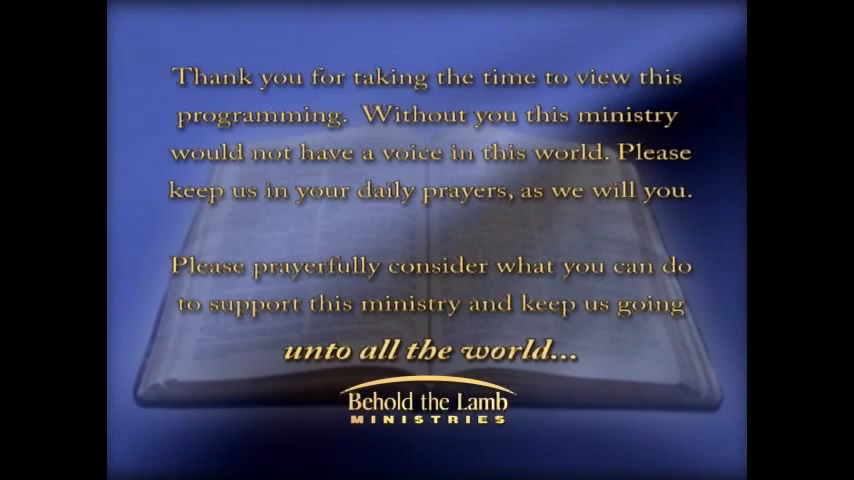 Thank you for taking the time to view this
programming. Without you this ministry
would not have a voice in this world. Please
keep us in your daily prayers, as we will you.
Please prayerfully consider what you can do
to support this ministry and keep us going
unto all the world...
Behold the Lamb
MINISTRIES